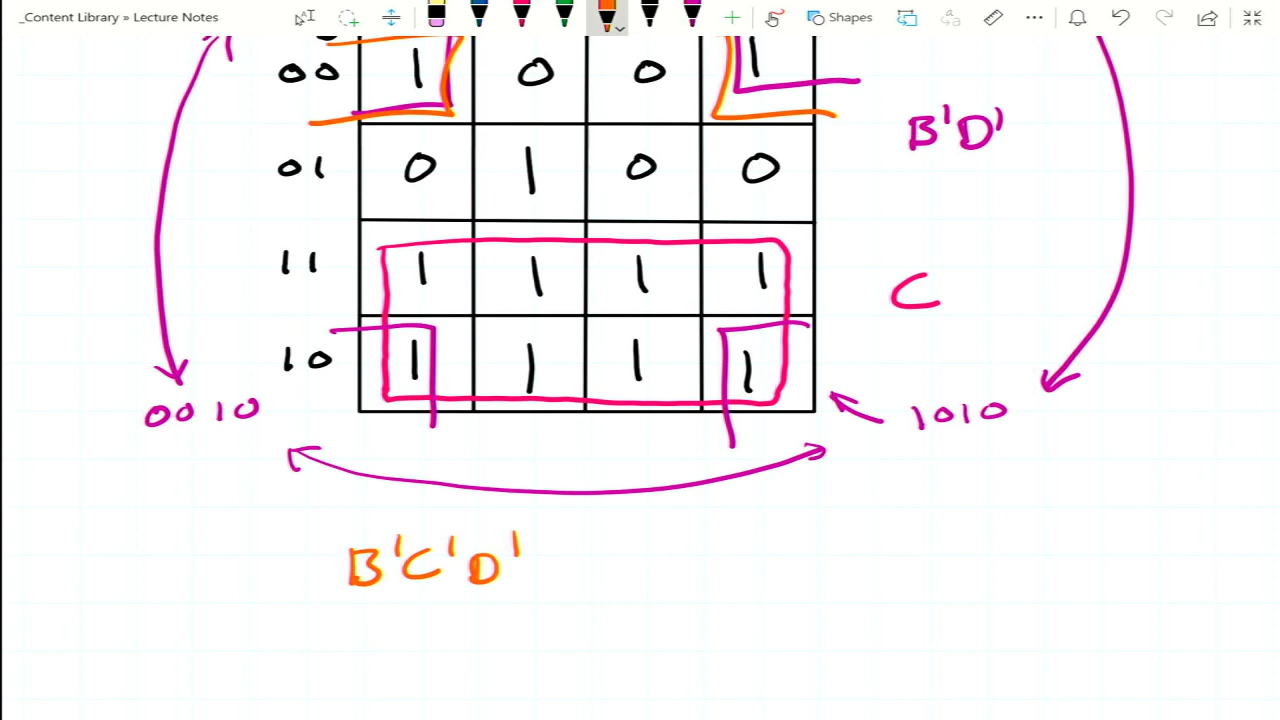 _Content Library » Lecture Notes
Shapes
00 1 0 0 1
B'D'
01 0 1 0 0
11 1 1 1 1
C
10 1 1 1 1
0010
1010
B'C'D'